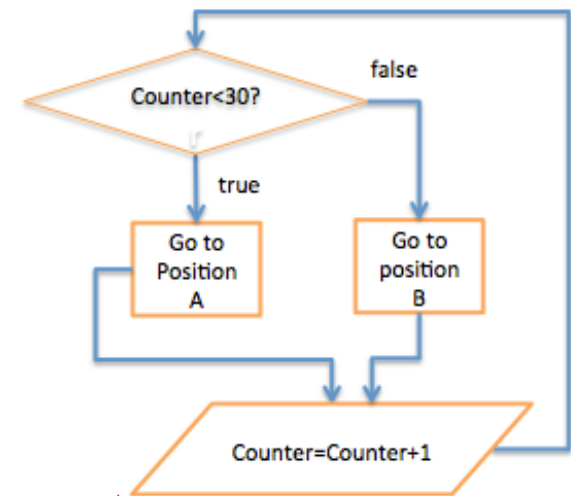 false
Counter<30?
true
Go to
Position
A
Go to
position
B
Counter=Counter+1